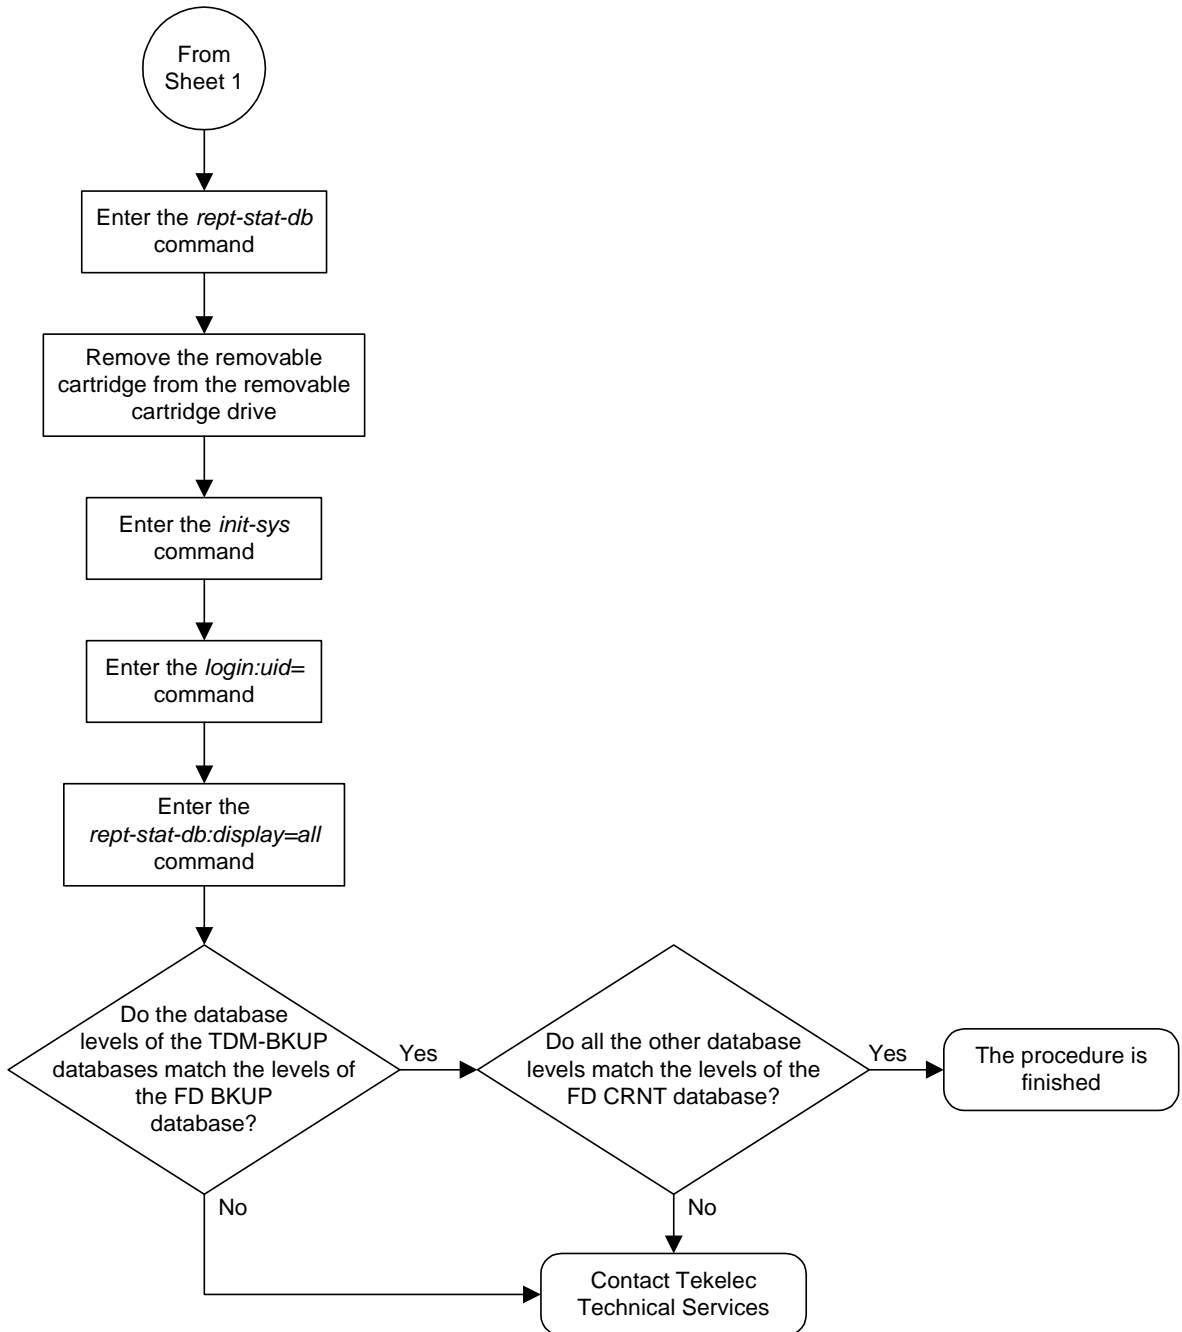 From
Sheet 1
Enter the rept-stat-db
command
Remove the removable
cartridge from the removable
cartridge drive
Enter the init-sys
command
Enter the login:uid=
command
Enter the
rept-stat-db:display=all
command
Do the database
levels of the TDM-BKUP
databases match the levels of
the FD BKUP
database?
Yes
Do all the other database
levels match the levels of the
FD CRNT database?
Yes
The procedure is
finished
No
No
Contact Tekelec
Technical Services